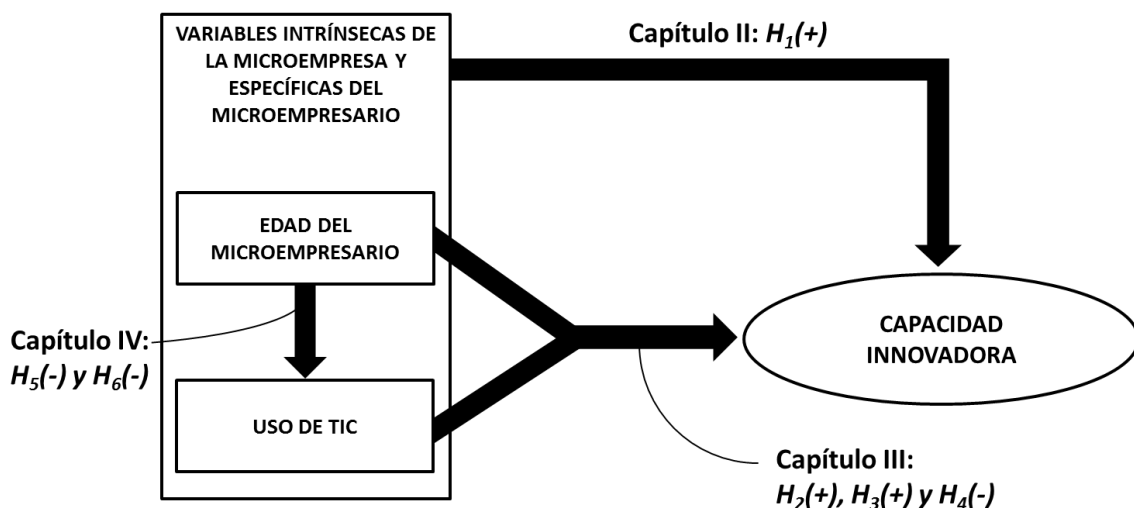 VARIABLES INTRÍNSECAS DE
LA MICROEMPRESA Y
ESPECÍFICAS DEL
MICROEMPRESARIO
Capítulo II: H1(+)
EDAD DEL
MICROEMPRESARIO
Capítulo IV:
H5(-) y H6(-)
USO DE TIC
CAPACIDAD
INNOVADORA
Capítulo III:
H2(+), H3(+) y H4(-)